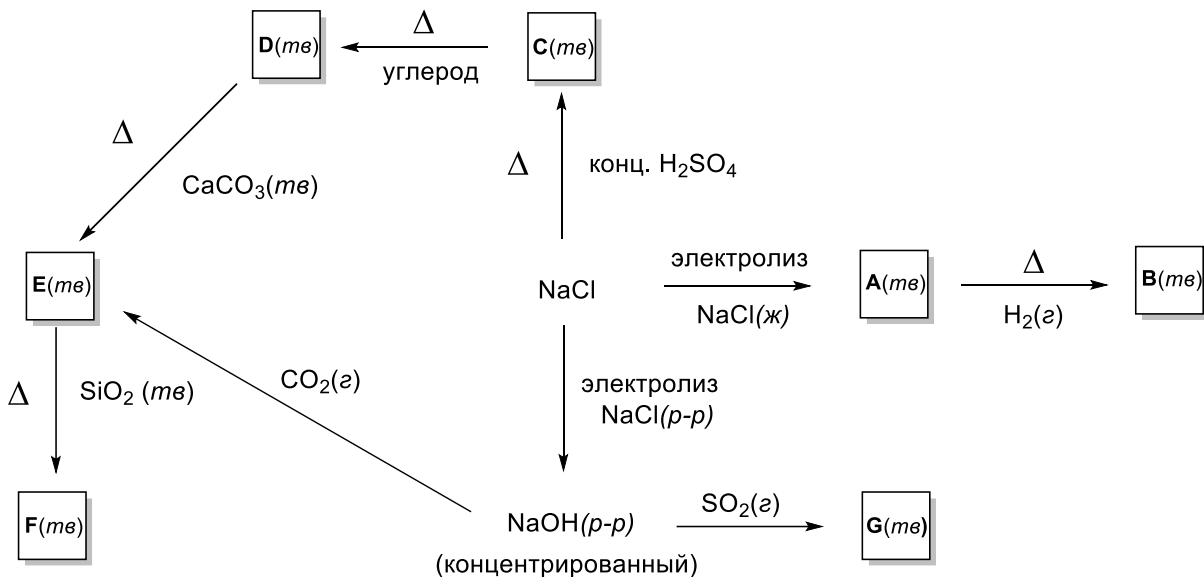 D(тв)
Δ
углерод
C(тв)
Δ
CaCO₃(тв)
Δ
конц. H₂SO₄
E(тв)
NaCl
электролиз
NaCl(ж)
A(тв)
Δ
H₂(г)
B(тв)
Δ
SiO₂ (тв)
CO₂(г)
электролиз
NaCl(р-р)
F(тв)
NaOH(р-р)
(концентрированный)
SO₂(г)
G(тв)